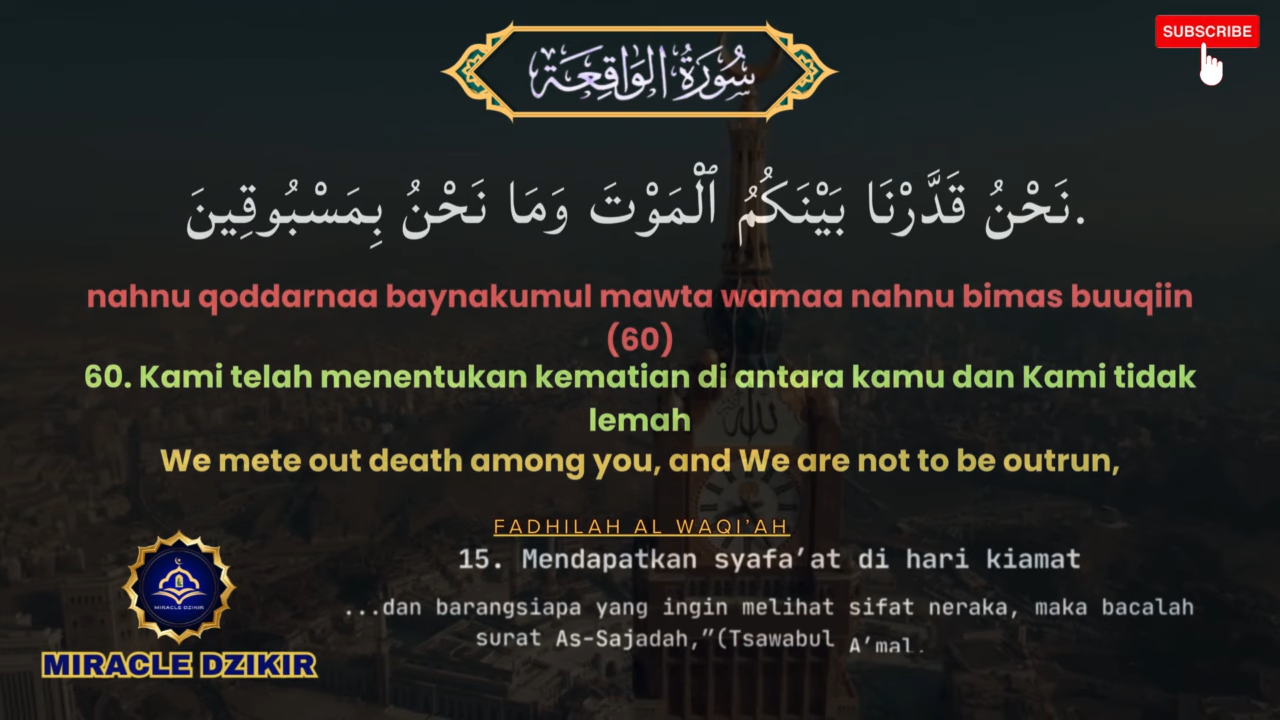 SUBSCRIBE
سُورَةُ الوَاقِعَة
نَحْنُ قَدَّرْنَا بَيْنَكُمُ ٱلْمَوْتَ وَمَا نَحْنُ بِمَسْبُوقِينَ.
nahnu qoddarnaa baynakumul mawta wamaa nahnu bimas buuqiin
(60)
60. Kami telah menentukan kematian di antara kamu dan Kami tidak
lemah
We mete out death among you, and We are not to be outrun,
FADHILAH AL WAQI’AH
15. Mendapatkan syafa’at di hari kiamat
...dan barangsiapa yang ingin melihat sifat neraka, maka bacalah
surat As-Sajadah,”(Tsawabul A’mal.
الله
MIRACLE DZIKIR
MIRACLE DZIKIR